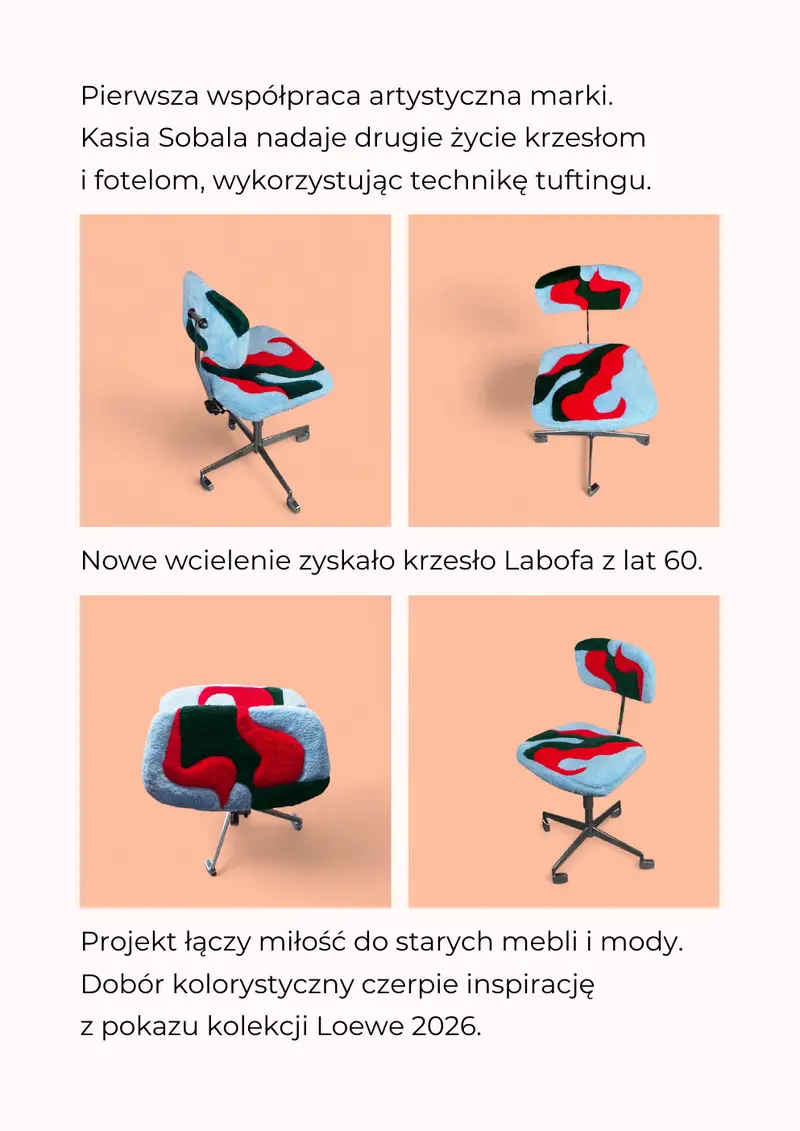 Pierwsza współpraca artystyczna marki.
Kasia Sobala nadaje drugie życie krzesłom
i fotelom, wykorzystując technikę tuftingu.
Nowe wcielenie zyskało krzesło Labofa z lat 60.
Projekt łączy miłość do starych mebli i mody.
Dobór kolorystyczny czerpie inspirację
z pokazu kolekcji Loewe 2026.